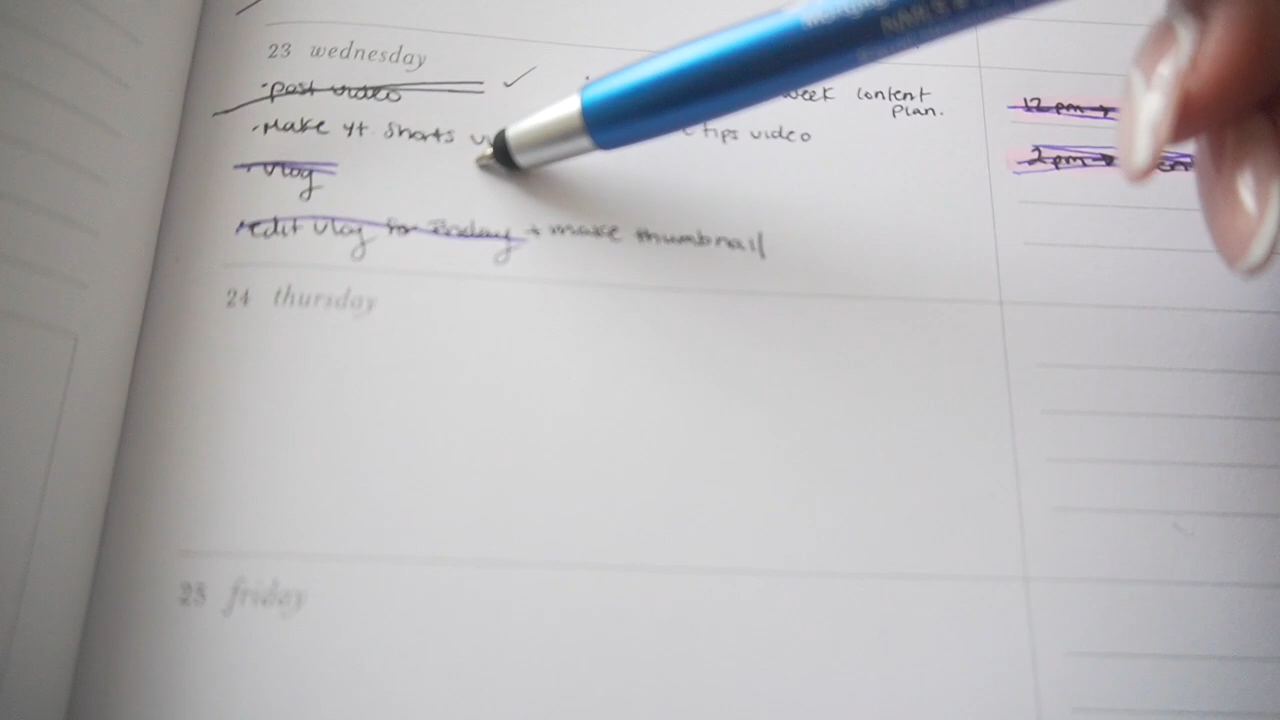 23 wednesday
· post video ✓
week content
plan.
12 pm →
· Make yt shorts
tips video
2pm →
· Vlog
· edit vlog for Friday + make thumbnail
24 thursday
25 friday